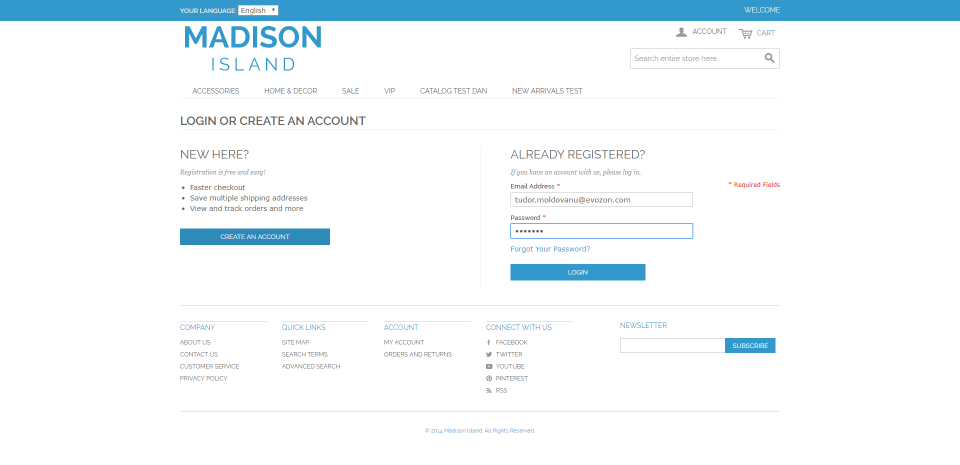 YOUR LANGUAGE: English
WELCOME
MADISON
ISLAND
ACCOUNT
CART
Search entire store here...
ACCESSORIES
HOME & DECOR
SALE
VIP
CATALOG TEST DAN
NEW ARRIVALS TEST
LOGIN OR CREATE AN ACCOUNT
NEW HERE?
Registration is free and easy!
Faster checkout
Save multiple shipping addresses
View and track orders and more
CREATE AN ACCOUNT
ALREADY REGISTERED?
If you have an account with us, please log in.
* Required Fields
Email Address *
tudor.moldovanu@evozon.com
Password *
•••••••
Forgot Your Password?
LOGIN
COMPANY
ABOUT US
CONTACT US
CUSTOMER SERVICE
PRIVACY POLICY
QUICK LINKS
SITE MAP
SEARCH TERMS
ADVANCED SEARCH
ACCOUNT
MY ACCOUNT
ORDERS AND RETURNS
CONNECT WITH US
FACEBOOK
TWITTER
YOUTUBE
PINTEREST
RSS
NEWSLETTER
SUBSCRIBE
© 2014 Madison Island. All Rights Reserved.